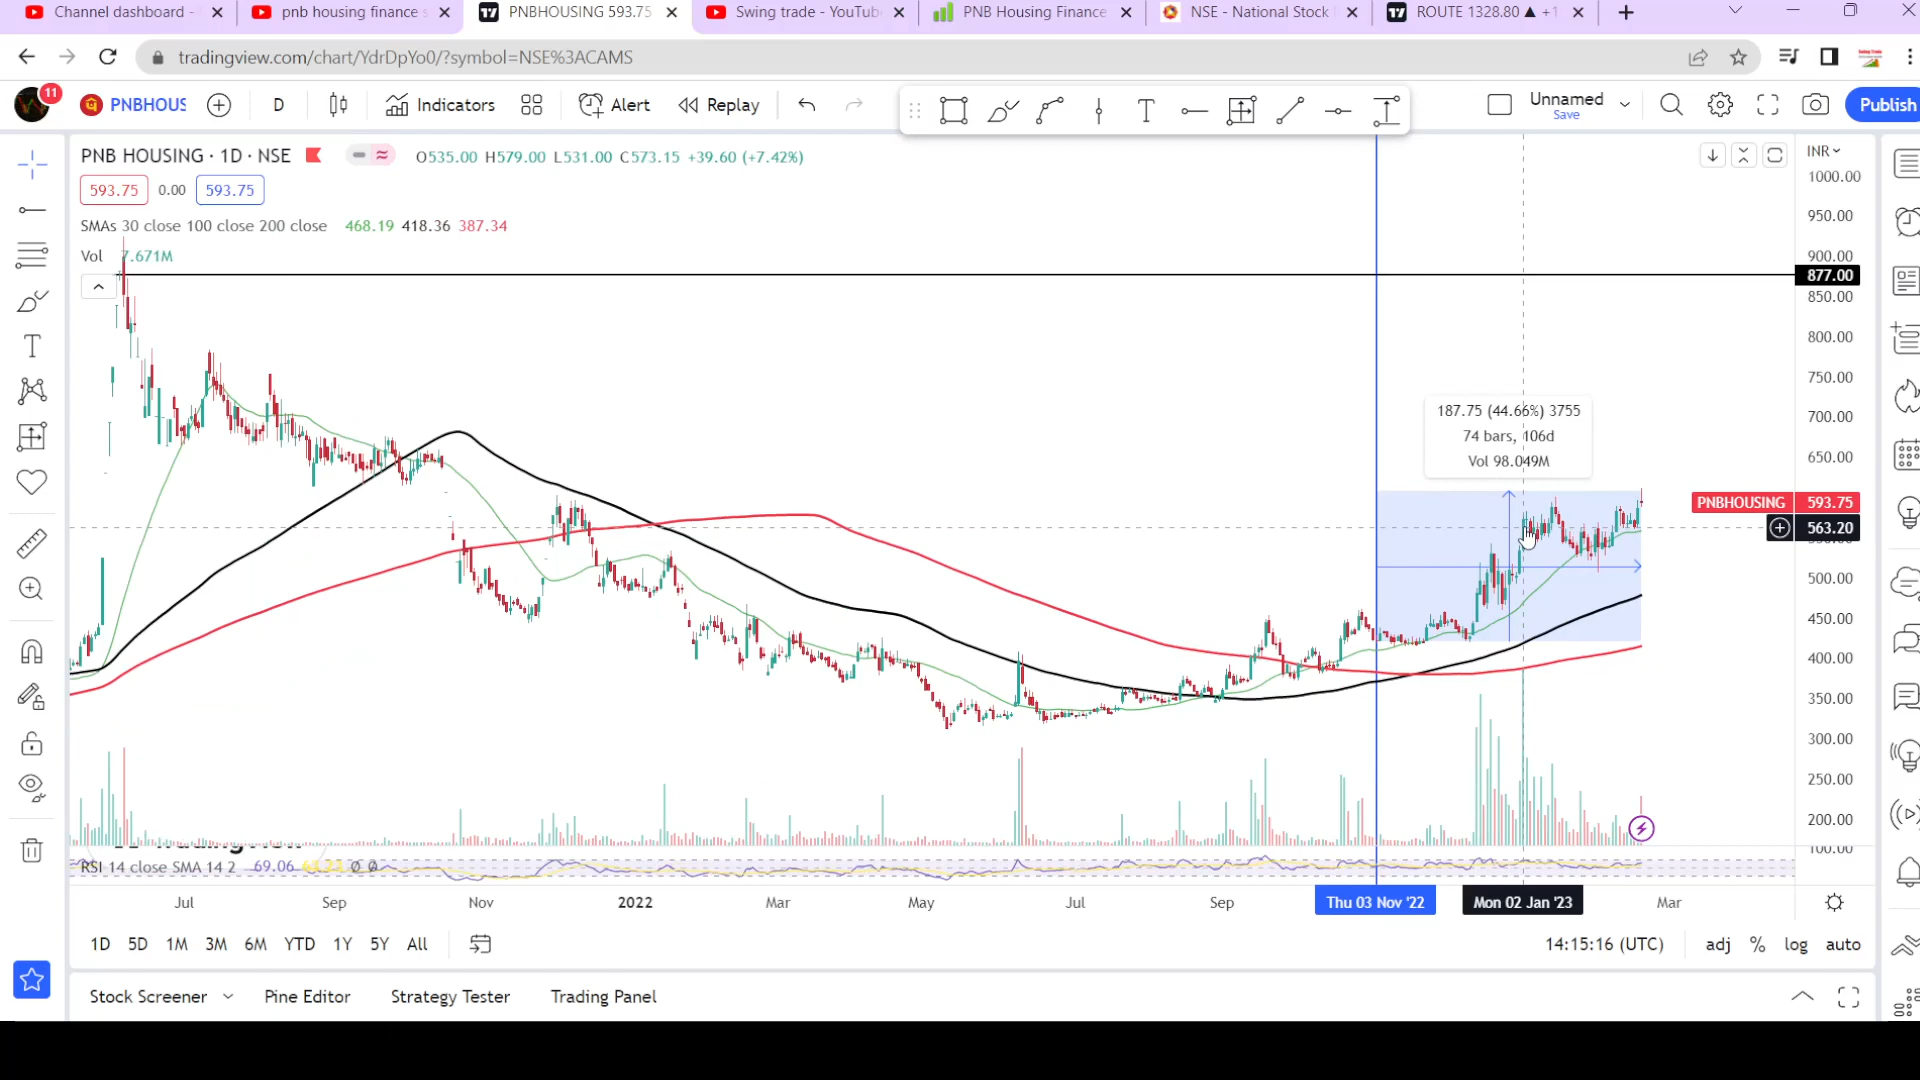 Channel dashboard -
pnb housing finance s
PNBHOUSING 593.75
Swing trade - YouTub
PNB Housing Finance
NSE - National Stock
ROUTE 1328.80 ▲ +1
tradingview.com/chart/YdrDpYo0/?symbol=NSE%3ACAMS
11
PNBHOUS
D
Indicators
Alert
Replay
Unnamed
Save
Publish
PNB HOUSING · 1D · NSE
O535.00 H579.00 L531.00 C573.15 +39.60 (+7.42%)
INR
593.75 0.00 593.75
SMAs 30 close 100 close 200 close 468.19 418.36 387.34
Vol 7.671M
1000.00
950.00
900.00
877.00
850.00
800.00
750.00
700.00
650.00
187.75 (44.66%) 3755
74 bars, 106d
Vol 98.049M
PNBHOUSING 593.75
563.20
500.00
450.00
400.00
350.00
300.00
250.00
200.00
100.00
RSI 14 close SMA 14 2 69.06 Ø Ø
Jul Sep Nov 2022 Mar May Jul Sep Thu 03 Nov '22 Mon 02 Jan '23 Mar
1D 5D 1M 3M 6M YTD 1Y 5Y All
14:15:16 (UTC) adj % log auto
Stock Screener Pine Editor Strategy Tester Trading Panel